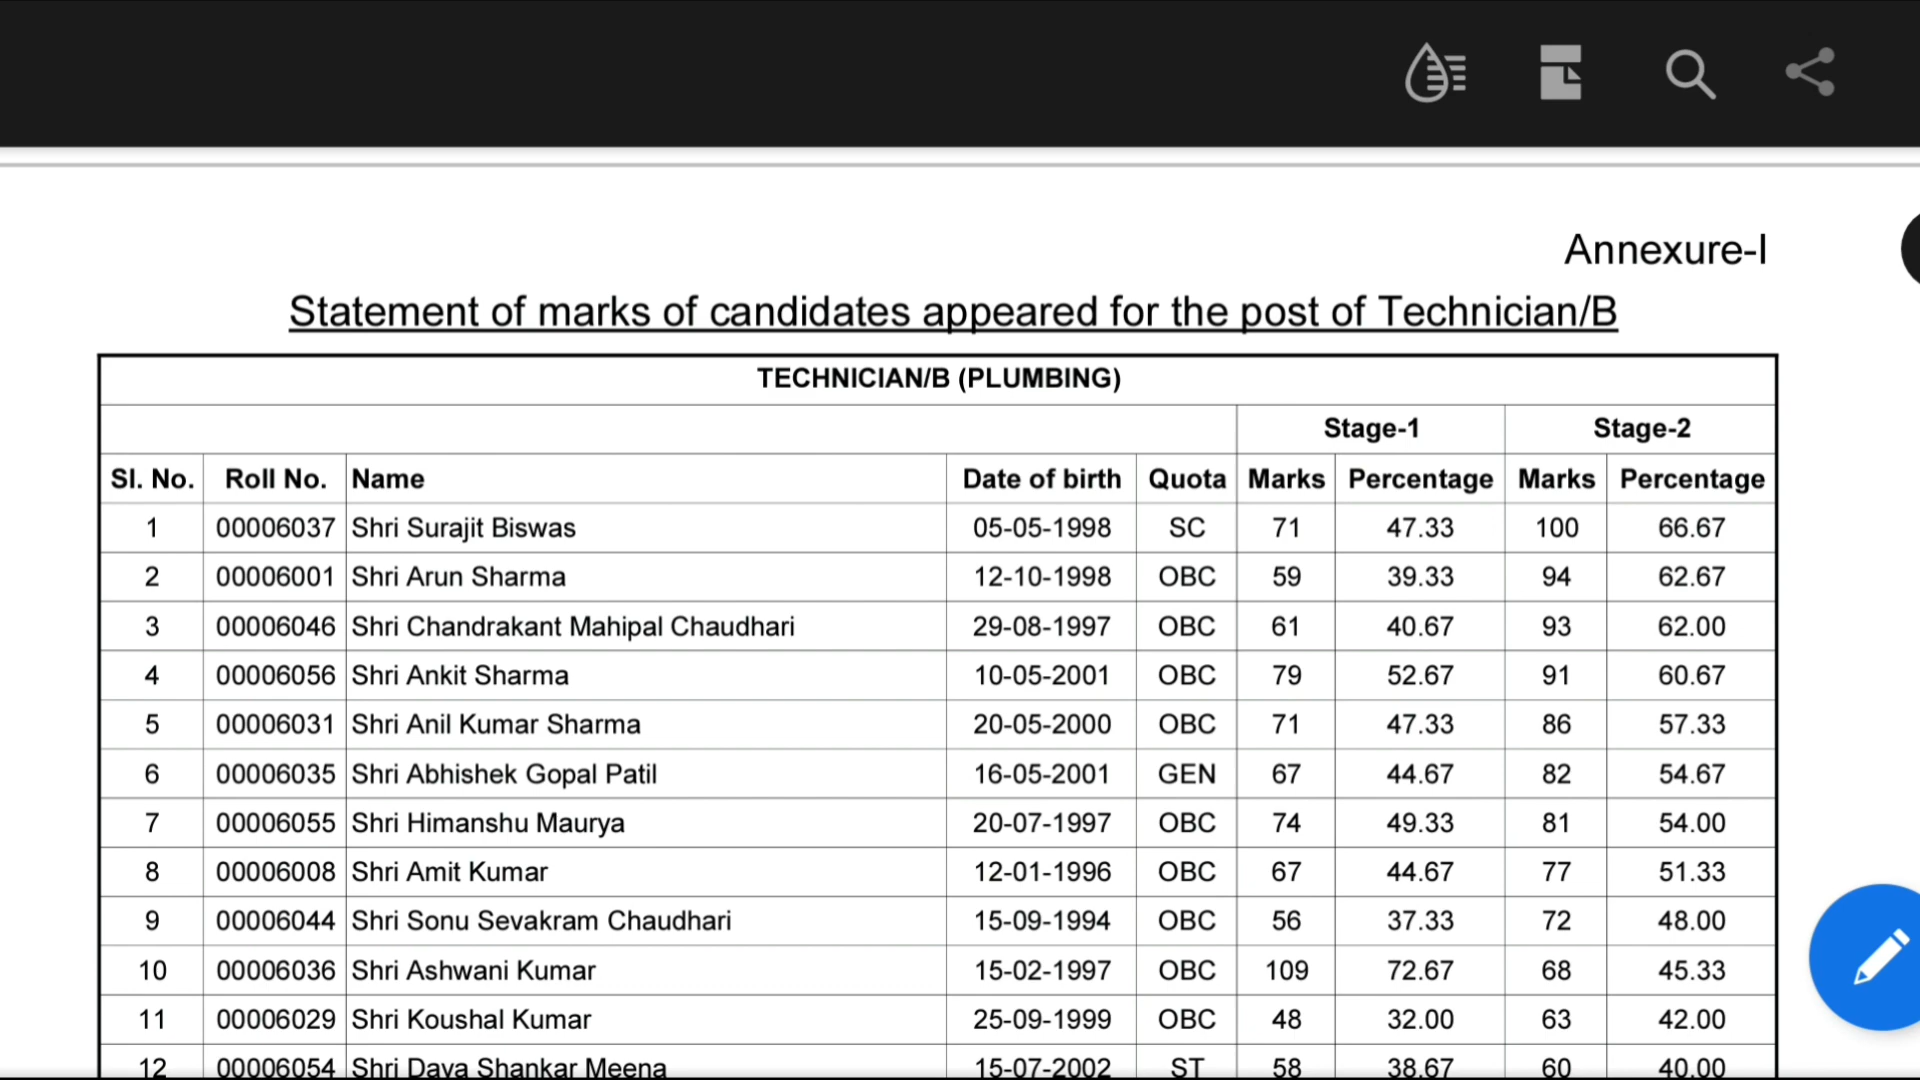 Annexure-I
Statement of marks of candidates appeared for the post of Technician/B
TECHNICIAN/B (PLUMBING)
Stage-1 Stage-2
Sl. No. Roll No. Name Date of birth Quota Marks Percentage Marks Percentage
1 00006037 Shri Surajit Biswas 05-05-1998 SC 71 47.33 100 66.67
2 00006001 Shri Arun Sharma 12-10-1998 OBC 59 39.33 94 62.67
3 00006046 Shri Chandrakant Mahipal Chaudhari 29-08-1997 OBC 61 40.67 93 62.00
4 00006056 Shri Ankit Sharma 10-05-2001 OBC 79 52.67 91 60.67
5 00006031 Shri Anil Kumar Sharma 20-05-2000 OBC 71 47.33 86 57.33
6 00006035 Shri Abhishek Gopal Patil 16-05-2001 GEN 67 44.67 82 54.67
7 00006055 Shri Himanshu Maurya 20-07-1997 OBC 74 49.33 81 54.00
8 00006008 Shri Amit Kumar 12-01-1996 OBC 67 44.67 77 51.33
9 00006044 Shri Sonu Sevakram Chaudhari 15-09-1994 OBC 56 37.33 72 48.00
10 00006036 Shri Ashwani Kumar 15-02-1997 OBC 109 72.67 68 45.33
11 00006029 Shri Koushal Kumar 25-09-1999 OBC 48 32.00 63 42.00
12 00006054 Shri Daya Shankar Meena 15-07-2002 ST 58 38.67 60 40.00